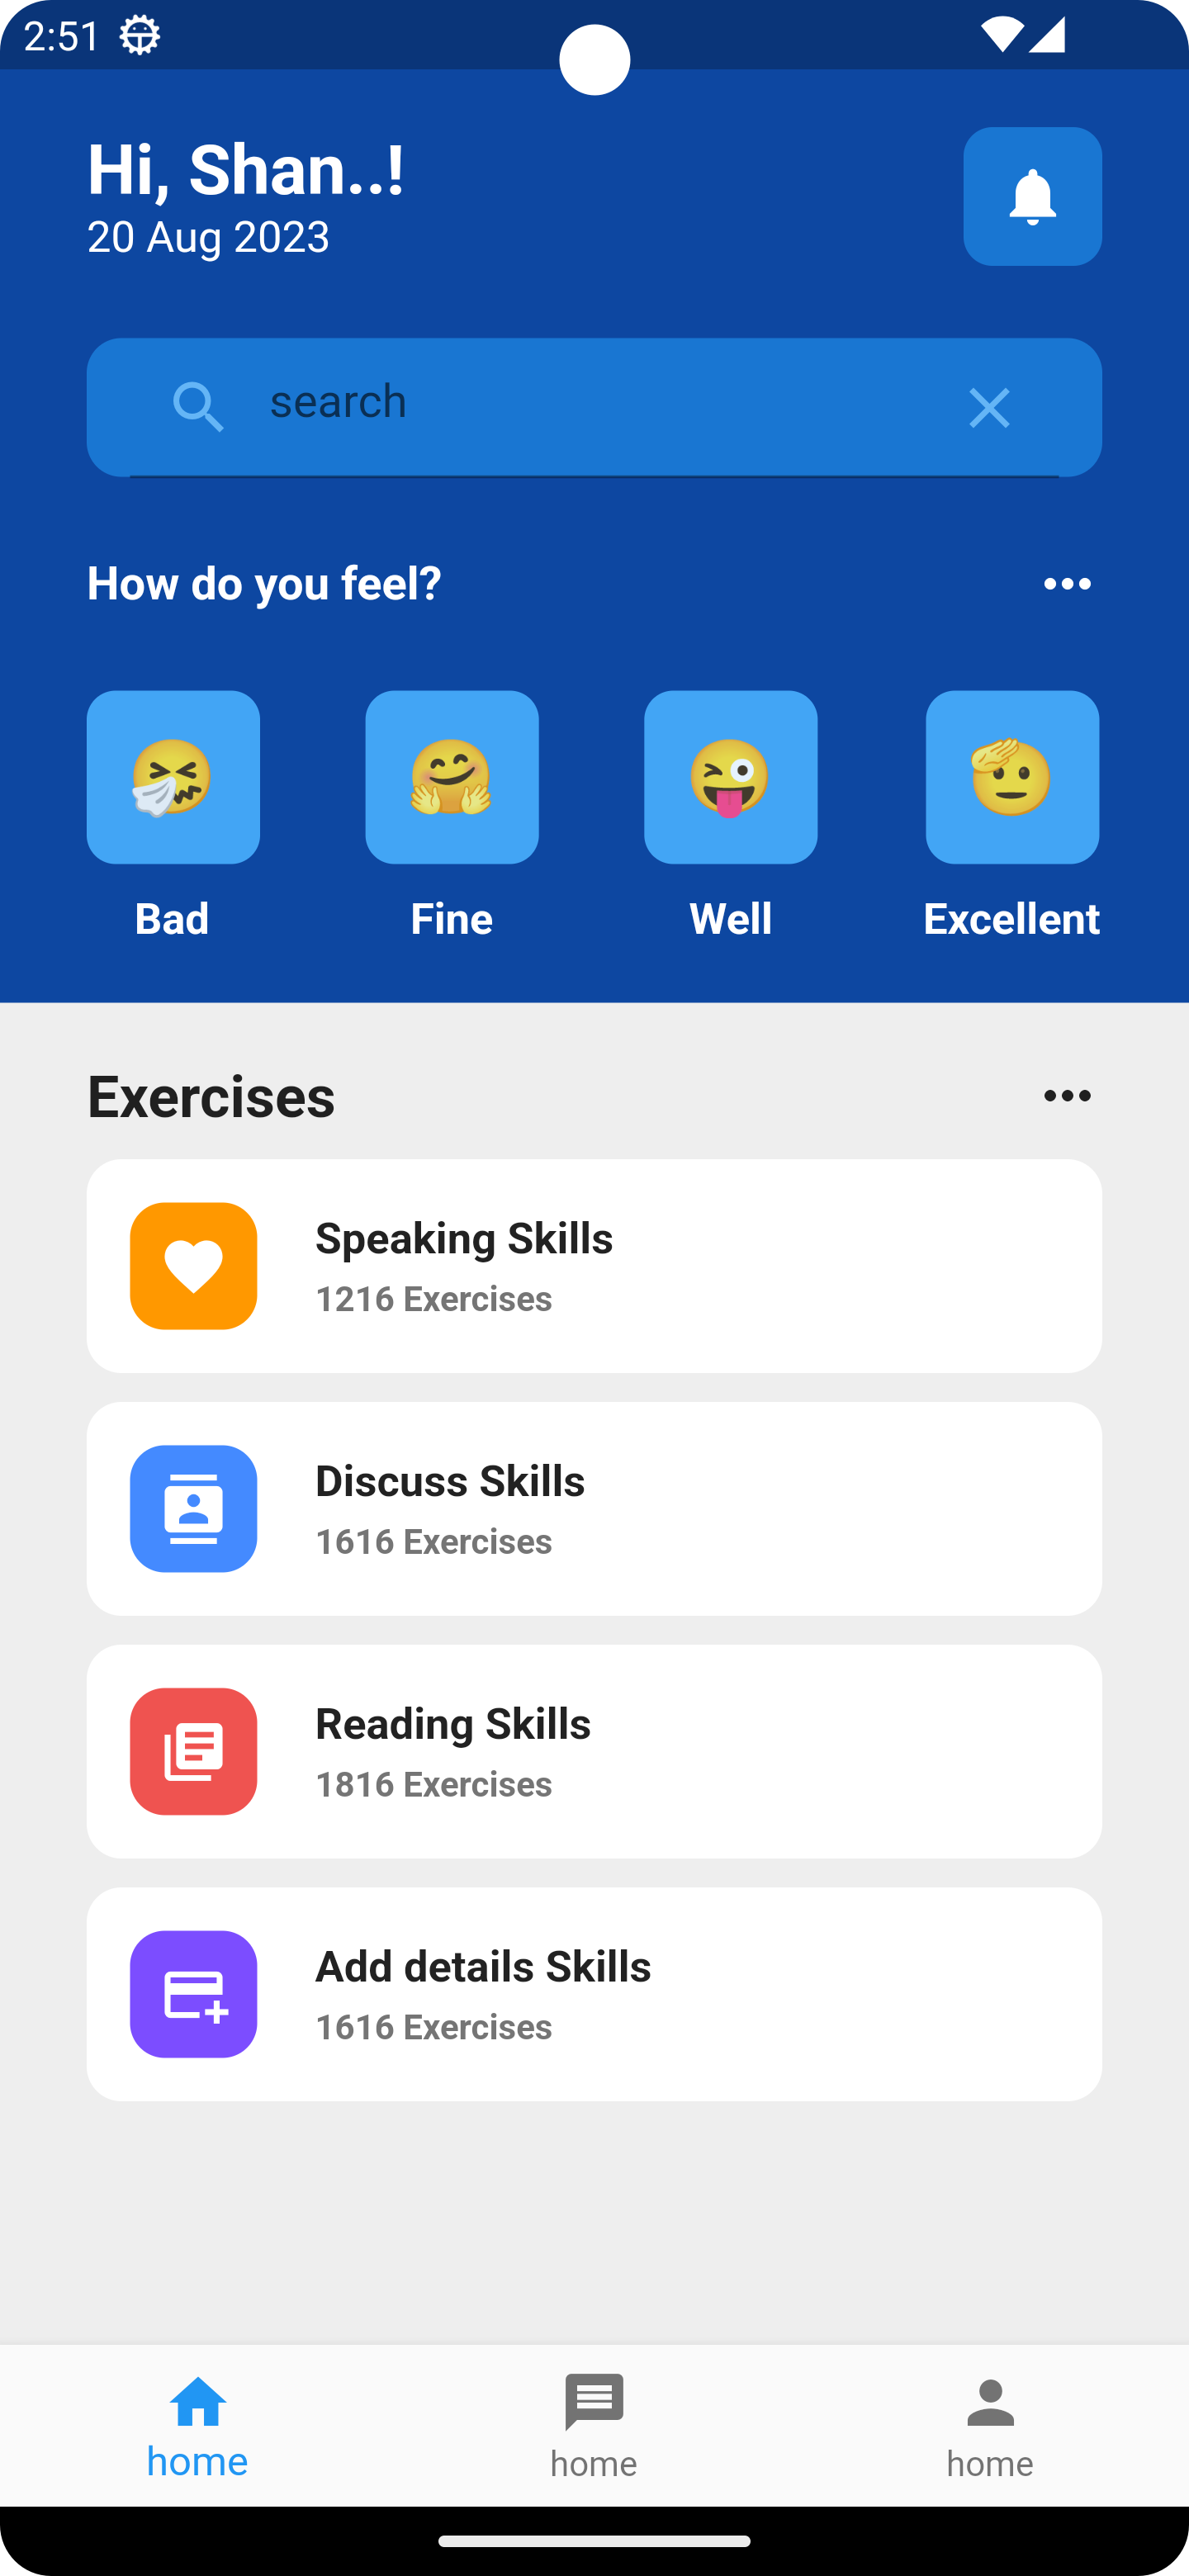 2:51
Hi, Shan..!
20 Aug 2023
search
How do you feel?
Bad Fine Well Excellent
Exercises
Speaking Skills
1216 Exercises
Discuss Skills
1616 Exercises
Reading Skills
1816 Exercises
Add details Skills
1616 Exercises
home home home